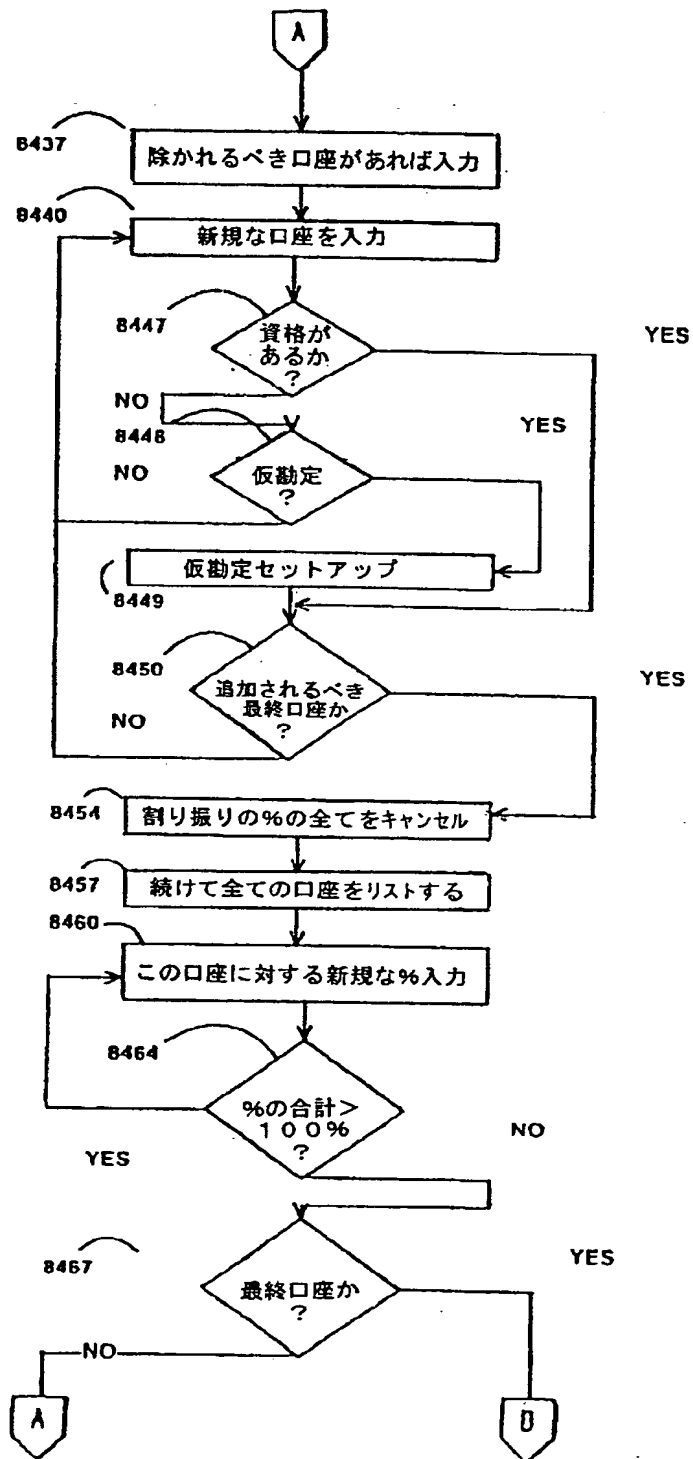 A
8437
除かれるべき口座があれば入力
8440
新規な口座を入力
8447
資格が
あるか
?
YES
NO
8448
YES
NO
仮勘定
?
仮勘定セットアップ
8449
8450
YES
追加されるべき
最終口座か
?
NO
8454
割り振りの%の全てをキャンセル
8457
続けて全ての口座をリストする
8460
この口座に対する新規な%入力
8464
%の合計>
100%
?
NO
YES
8467
YES
最終口座か
?
NO
A
D